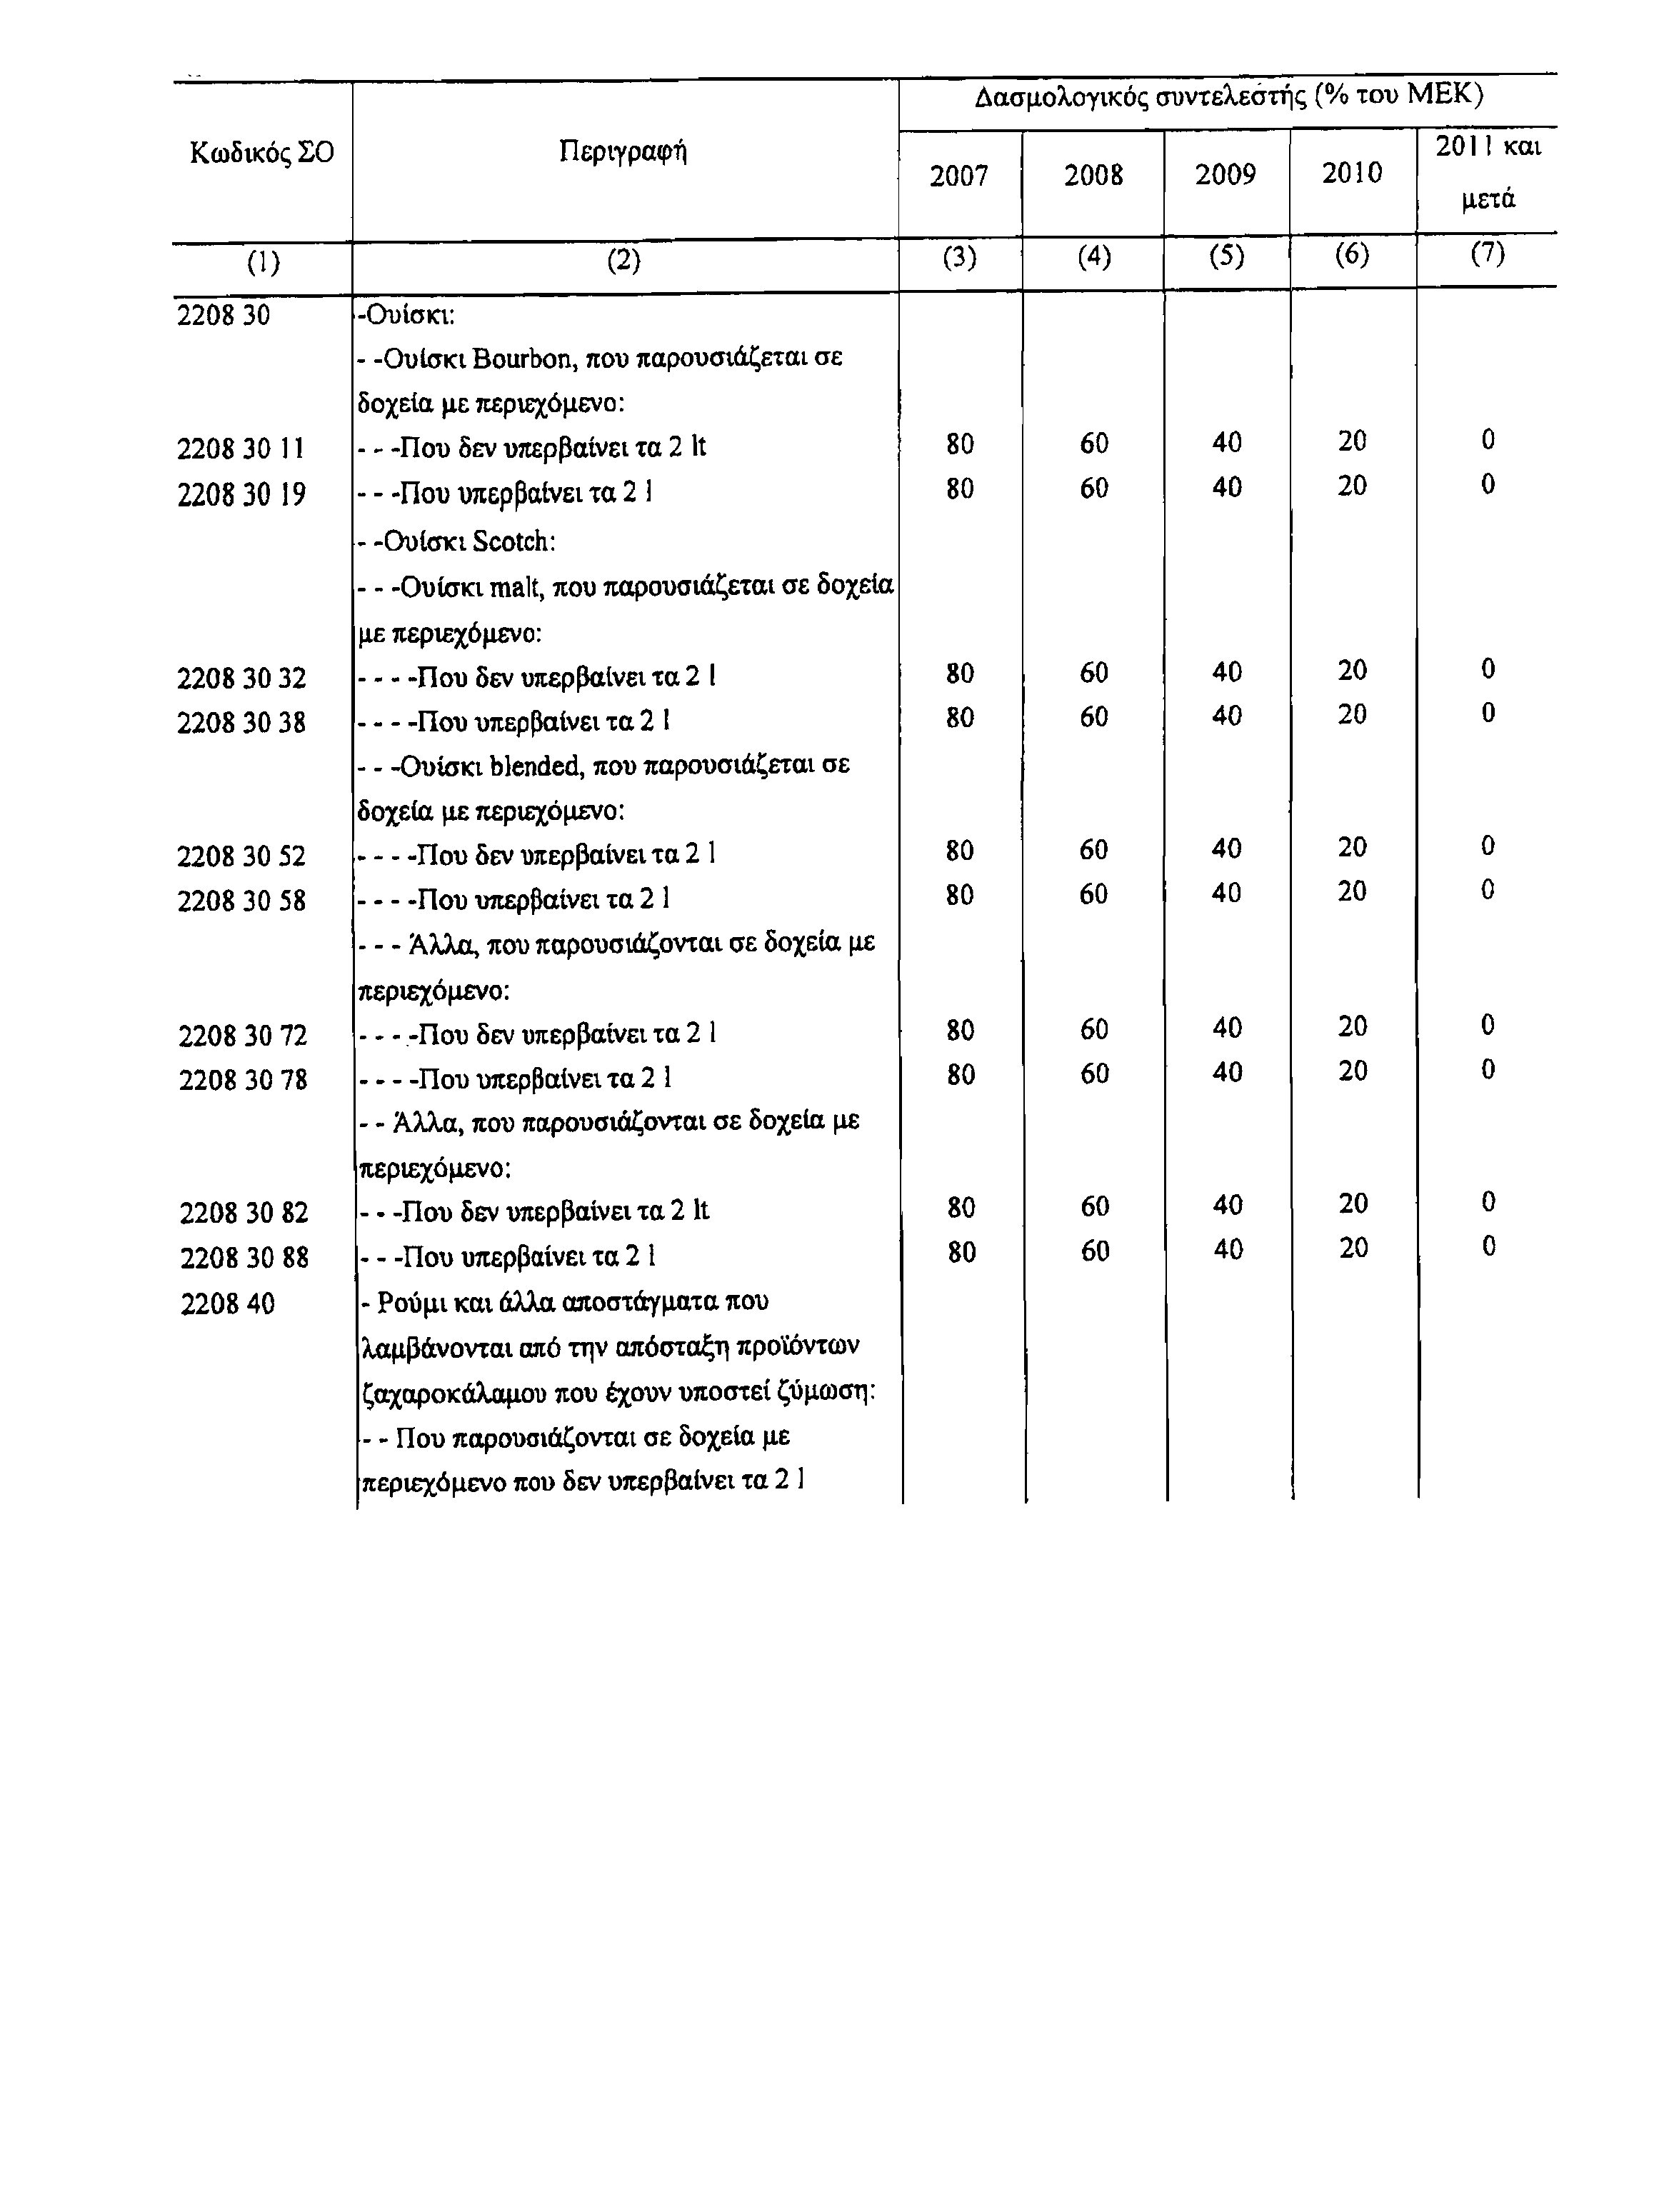 Δασμολογικός συντελεστής (% του ΜΕΚ)
Κωδικός ΣΟ Περιγραφή 2007 2008 2009 2010 2011 και
μετά
(1) (2) (3) (4) (5) (6) (7)
2208 30 -Ουίσκι:
- -Ουίσκι Bourbon, που παρουσιάζεται σε
δοχεία με περιεχόμενο:
2208 30 11 - - -Που δεν υπερβαίνει τα 2 lt 80 60 40 20 0
2208 30 19 - - -Που υπερβαίνει τα 2 l 80 60 40 20 0
- -Ουίσκι Scotch:
- - -Ουίσκι malt, που παρουσιάζεται σε δοχεία
με περιεχόμενο:
2208 30 32 - - - -Που δεν υπερβαίνει τα 2 l 80 60 40 20 0
2208 30 38 - - - -Που υπερβαίνει τα 2 l 80 60 40 20 0
- - -Ουίσκι blended, που παρουσιάζεται σε
δοχεία με περιεχόμενο:
2208 30 52 - - - -Που δεν υπερβαίνει τα 2 l 80 60 40 20 0
2208 30 58 - - - -Που υπερβαίνει τα 2 l 80 60 40 20 0
- - - Άλλα, που παρουσιάζονται σε δοχεία με
περιεχόμενο:
2208 30 72 - - - -Που δεν υπερβαίνει τα 2 l 80 60 40 20 0
2208 30 78 - - - -Που υπερβαίνει τα 2 l 80 60 40 20 0
- - Άλλα, που παρουσιάζονται σε δοχεία με
περιεχόμενο:
2208 30 82 - - -Που δεν υπερβαίνει τα 2 lt 80 60 40 20 0
2208 30 88 - - -Που υπερβαίνει τα 2 l 80 60 40 20 0
2208 40 - Ρούμι και άλλα αποστάγματα που
λαμβάνονται από την απόσταξη προϊόντων
ζαχαροκάλαμου που έχουν υποστεί ζύμωση:
- - Που παρουσιάζονται σε δοχεία με
περιεχόμενο που δεν υπερβαίνει τα 2 l